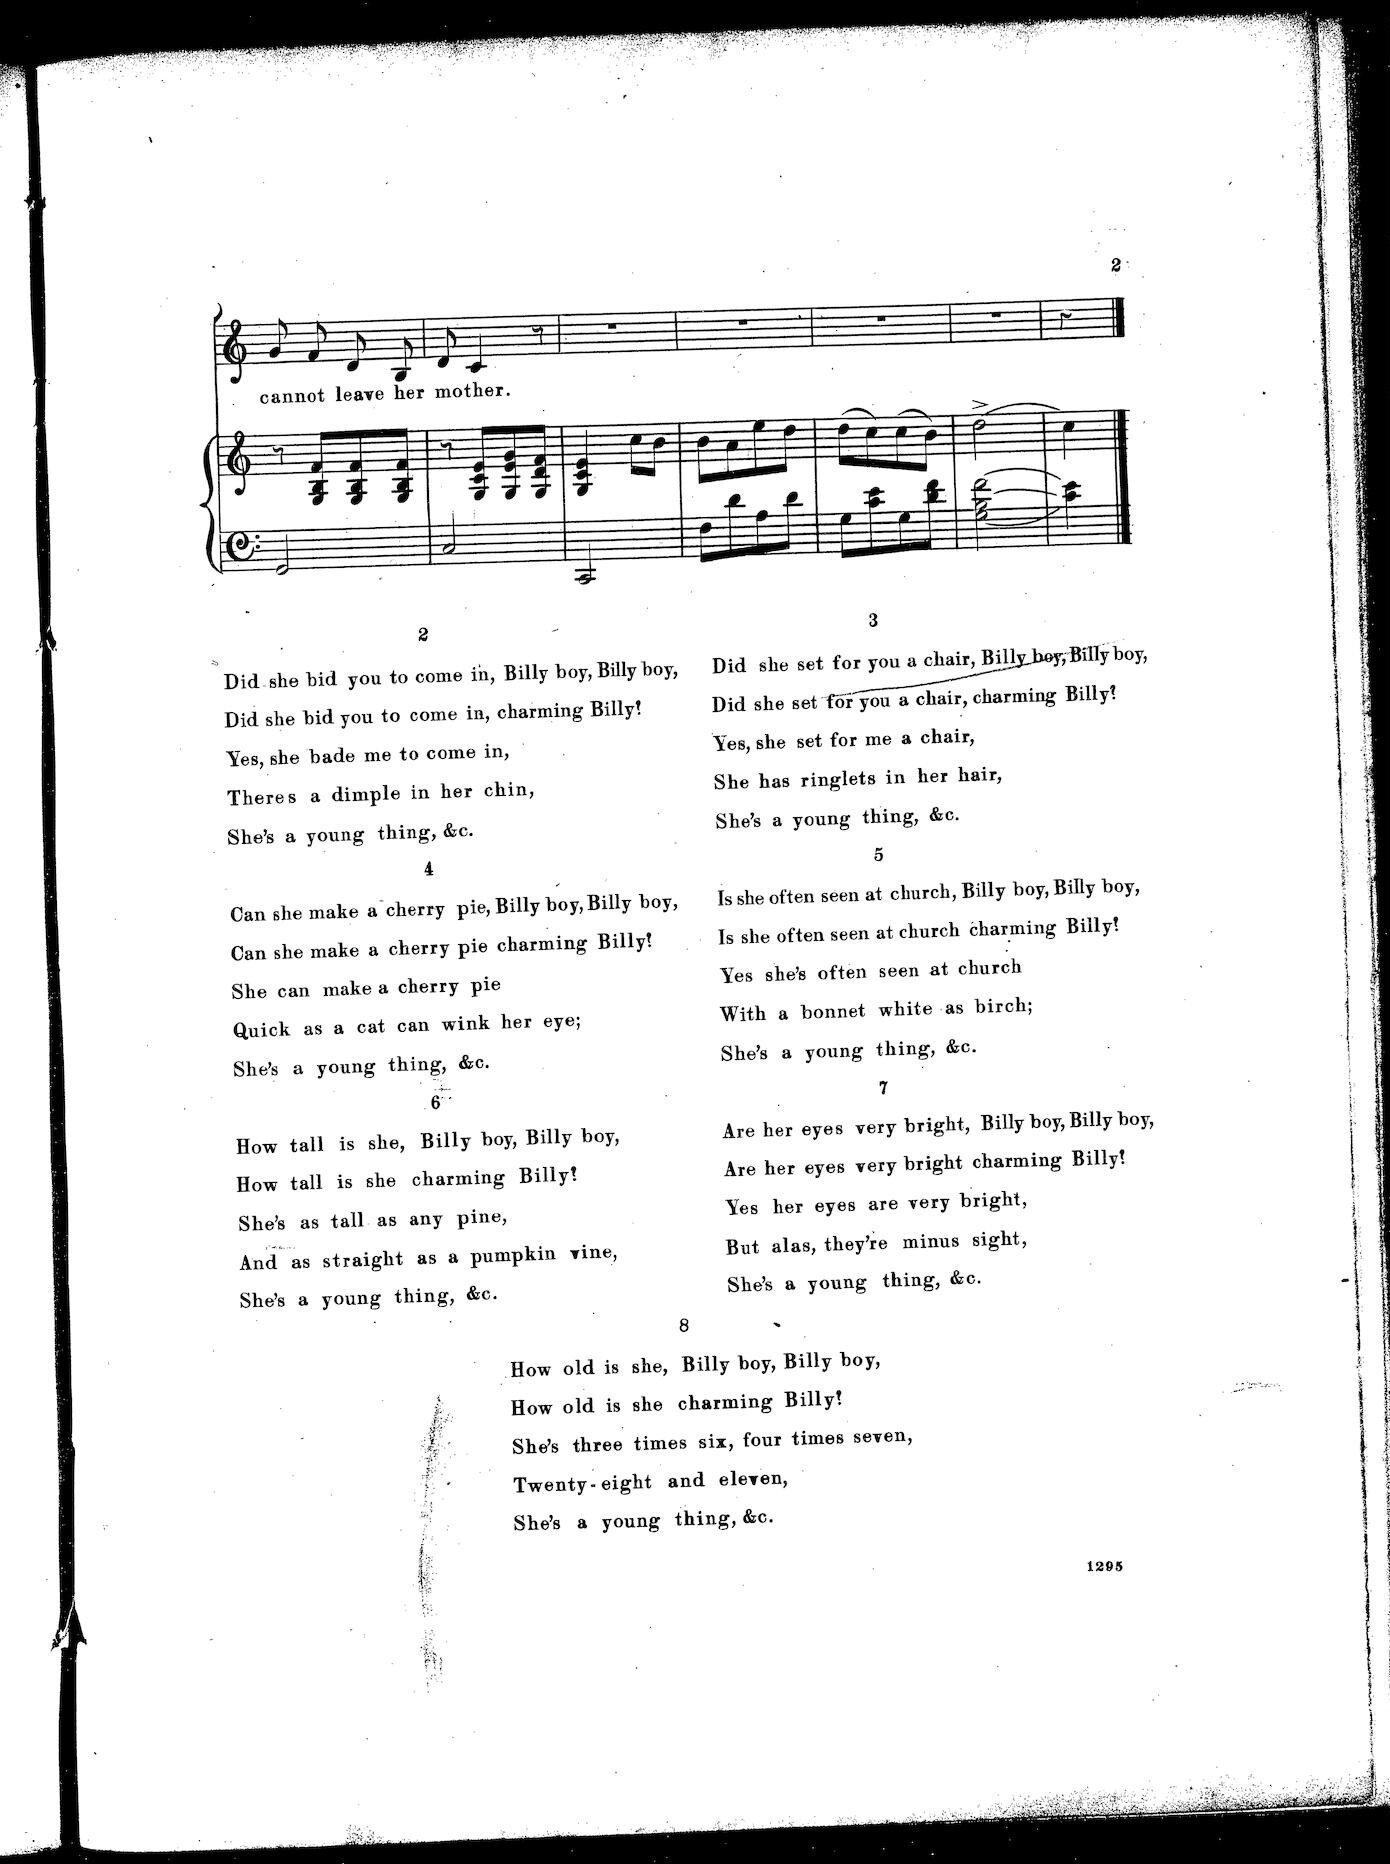 2
cannot leave her mother.
2
Did she bid you to come in, Billy boy, Billy boy,
Did she bid you to come in, charming Billy!
Yes, she bade me to come in,
Theres a dimple in her chin,
She's a young thing, &c.
3
Did she set for you a chair, Billy boy, Billy boy,
Did she set for you a chair, charming Billy!
Yes, she set for me a chair,
She has ringlets in her hair,
She's a young thing, &c.
4
Can she make a cherry pie, Billy boy, Billy boy,
Can she make a cherry pie charming Billy!
She can make a cherry pie
Quick as a cat can wink her eye;
She's a young thing, &c.
5
Is she often seen at church, Billy boy, Billy boy,
Is she often seen at church charming Billy!
Yes she's often seen at church
With a bonnet white as birch;
She's a young thing, &c.
6
How tall is she, Billy boy, Billy boy,
How tall is she charming Billy!
She's as tall as any pine,
And as straight as a pumpkin vine,
She's a young thing, &c.
7
Are her eyes very bright, Billy boy, Billy boy,
Are her eyes very bright charming Billy!
Yes her eyes are very bright,
But alas, they're minus sight,
She's a young thing, &c.
8
How old is she, Billy boy, Billy boy,
How old is she charming Billy!
She's three times six, four times seven,
Twenty-eight and eleven,
She's a young thing, &c.
1295